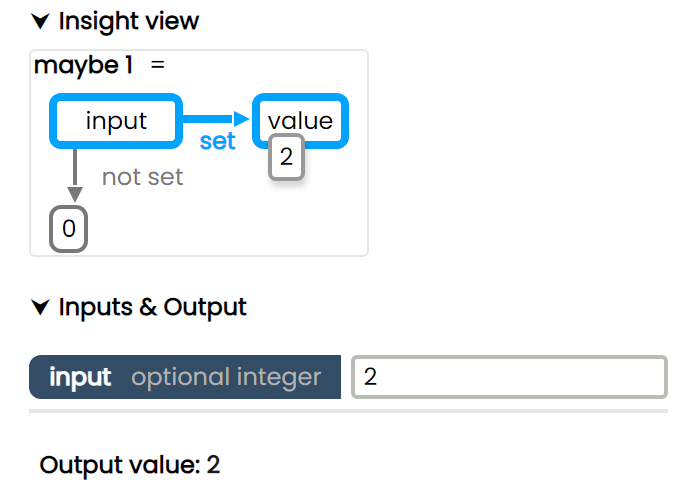 Insight view
maybe 1 =
input
value
set
2
not set
0
Inputs & Output
input optional integer 2
Output value: 2